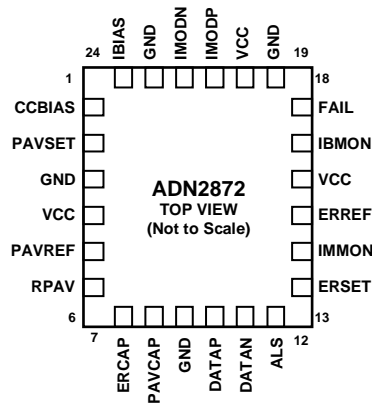 24
IBIAS
GND
IMODN
IMODP
VCC
GND
19
1
18
CCBIAS
PAVSET
GND
VCC
PAVREF
RPAV
ADN2872
TOP VIEW
(Not to Scale)
FAIL
IBMON
VCC
ERREF
IMMON
ERSET
6
13
7
12
ERCAP
PAVCAP
GND
DATAP
DATAN
ALS